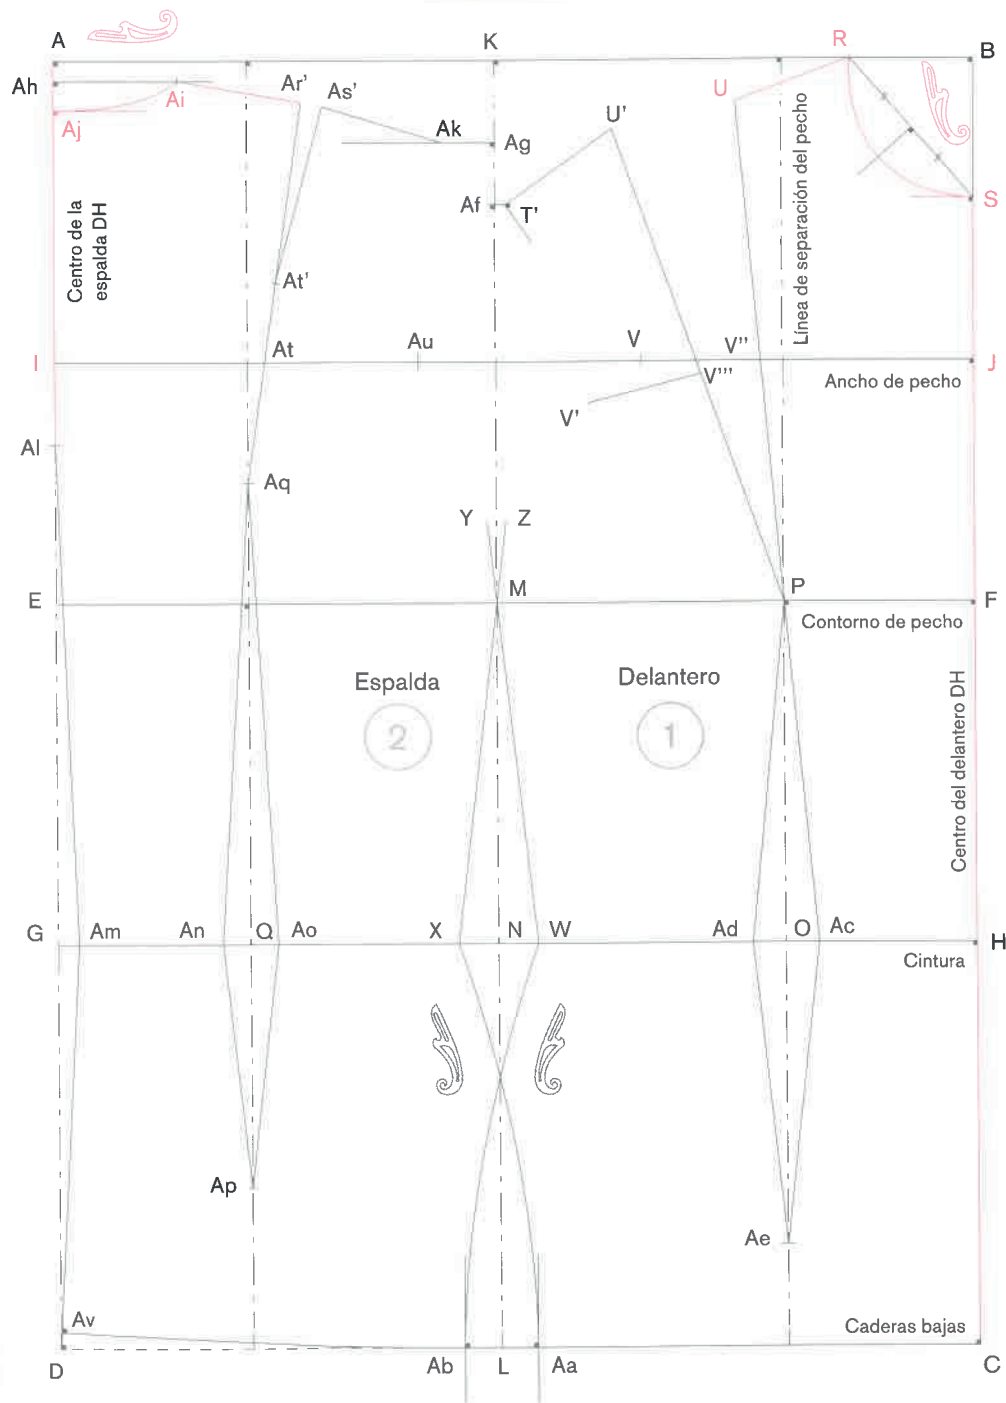 A K R B
Ah Ai Ar' As' U
Aj Ak Ag U'
S
Af T'
Centro de la
espalda DH
Línea de separación del pecho
At'
I At Au V V'' J
V'''
Ancho de pecho
V'
Al
Aq
Y Z
E M P F
Contorno de pecho
Espalda
2
Delantero
1
Centro del delantero DH
G Am An Q Ao X N W Ad O Ac H
Cintura
Ap
Ae
Av
Caderas bajas
D Ab L Aa C